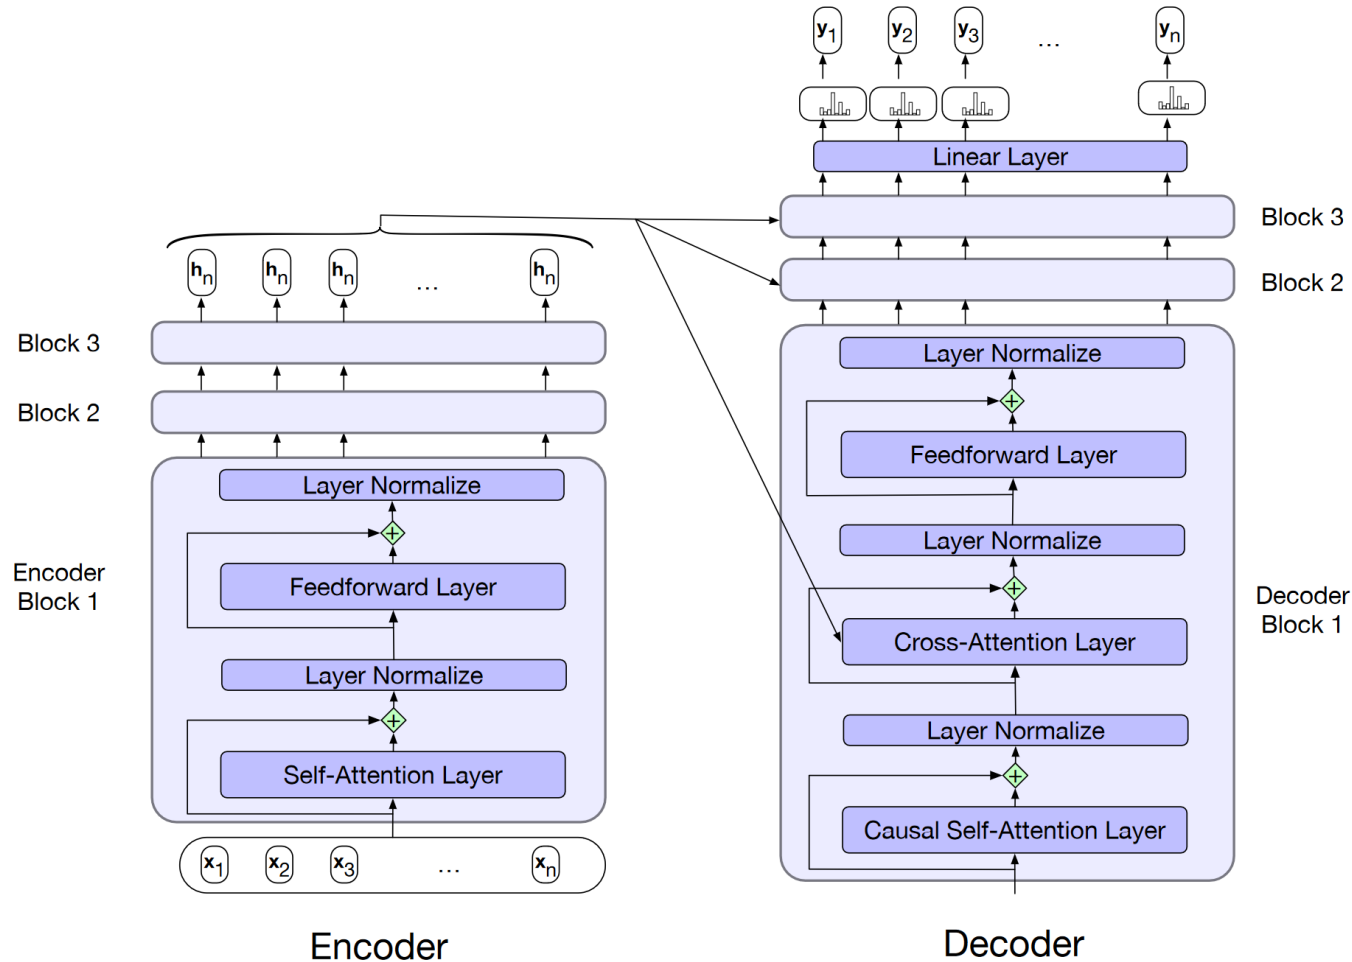 y1 y2 y3 ... yn
Linear Layer
Block 3
Block 2
hn hn hn ... hn
Block 3
Block 2
Layer Normalize
+
Feedforward Layer
Layer Normalize
+
Self-Attention Layer
Encoder
Block 1
x1 x2 x3 ... xn
Encoder
Layer Normalize
+
Feedforward Layer
Layer Normalize
+
Cross-Attention Layer
Layer Normalize
+
Causal Self-Attention Layer
Decoder
Block 1
Decoder